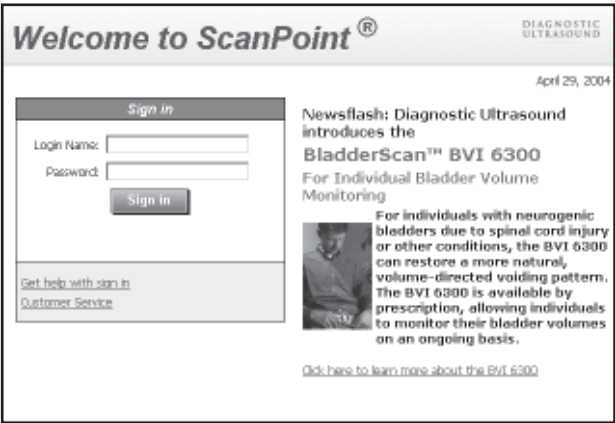 Welcome to ScanPoint ®
DIAGNOSTIC
ULTRASOUND
April 29, 2004
Sign in
Login Name:
Password:
Sign in
Get help with sign in
Customer Service
Newsflash: Diagnostic Ultrasound
introduces the
BladderScan™ BVI 6300
For Individual Bladder Volume
Monitoring
For individuals with neurogenic
bladders due to spinal cord injury
or other conditions, the BVI 6300
can restore a more natural,
volume-directed voiding pattern.
The BVI 6300 is available by
prescription, allowing individuals
to monitor their bladder volumes
on an ongoing basis.
Click here to learn more about the BVI 6300